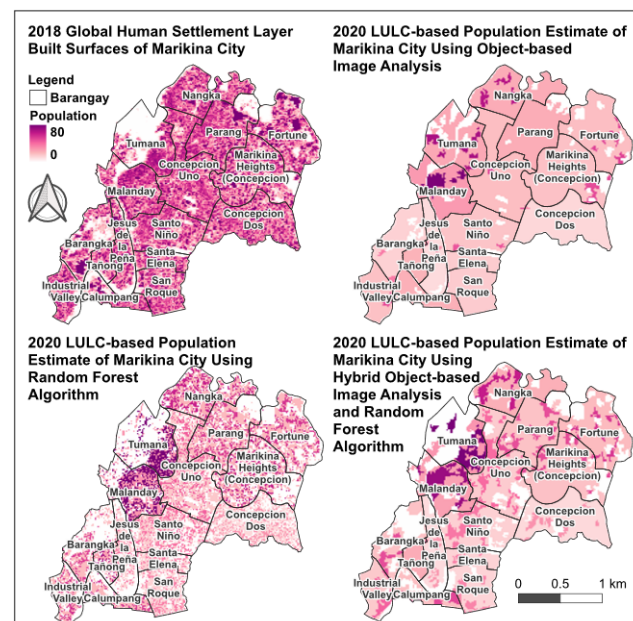 2018 Global Human Settlement Layer
Built Surfaces of Marikina City
Legend
Barangay
Population
80
0
Nangka
Parang
Fortune
Tumana
Marikina
Heights
(Concepcion)
Concepcion
Uno
Malanday
Concepcion
Dos
Jesus
de
la
Peña
Santo
Niño
Barangka
Tañong
Santa
Elena
Industrial
Valley
Calumpang
San
Roque
2020 LULC-based Population Estimate of
Marikina City Using Object-based
Image Analysis
Nangka
Parang
Fortune
Tumana
Marikina
Heights
(Concepcion)
Concepcion
Uno
Malanday
Concepcion
Dos
Jesus
de
la
Peña
Santo
Niño
Barangka
Tañong
Santa
Elena
Industrial
Valley
Calumpang
San
Roque
2020 LULC-based Population
Estimate of Marikina City Using
Random Forest
Algorithm
Nangka
Parang
Fortune
Tumana
Marikina
Heights
(Concepcion)
Concepcion
Uno
Malanday
Concepcion
Dos
Jesus
de
la
Peña
Santo
Niño
Barangka
Tañong
Santa
Elena
Industrial
Valley
Calumpang
San
Roque
2020 LULC-based Population Estimate of
Marikina City Using
Hybrid Object-based
Image Analysis
and Random
Forest
Algorithm
Nangka
Parang
Fortune
Tumana
Marikina
Heights
(Concepcion)
Concepcion
Uno
Malanday
Concepcion
Dos
Jesus
de
la
Peña
Santo
Niño
Barangka
Tañong
Santa
Elena
Industrial
Valley
Calumpang
San
Roque
0 0.5 1 km